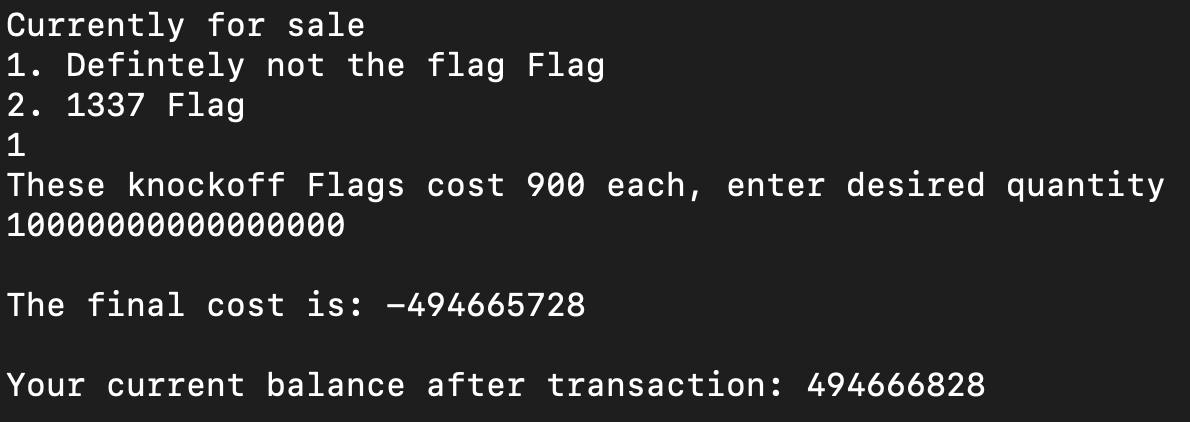 Currently for sale
1. Defintely not the flag Flag
2. 1337 Flag
1
These knockoff Flags cost 900 each, enter desired quantity
10000000000000000
The final cost is: -494665728
Your current balance after transaction: 494666828